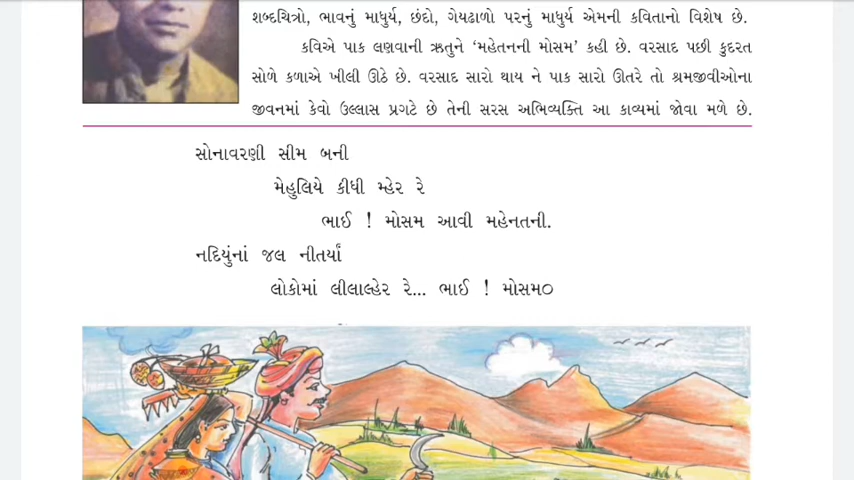 શબ્દચિત્રો, ભાવનું માધુર્ય, છંદો, ગેયઢાળો પરનું માધુર્ય એમની કવિતાનો વિશેષ છે.
કવિએ પાક લણવાની ઋતુને ‘મહેતનની મોસમ’ કહી છે. વરસાદ પછી કુદરત
સોળે કળાએ ખીલી ઊઠે છે. વરસાદ સારો થાય ને પાક સારો ઊતરે તો શ્રમજીવીઓના
જીવનમાં કેવો ઉલ્લાસ પ્રગટે છે તેની સરસ અભિવ્યક્તિ આ કાવ્યમાં જોવા મળે છે.
સોનાવરણી સીમ બની
મેહુલિયે કીધી મ્હેર રે
ભાઈ ! મોસમ આવી મહેનતની.
નદિયુંનાં જલ નીતર્યાં
લોકોમાં લીલાલ્હેર રે... ભાઈ ! મોસમ૦